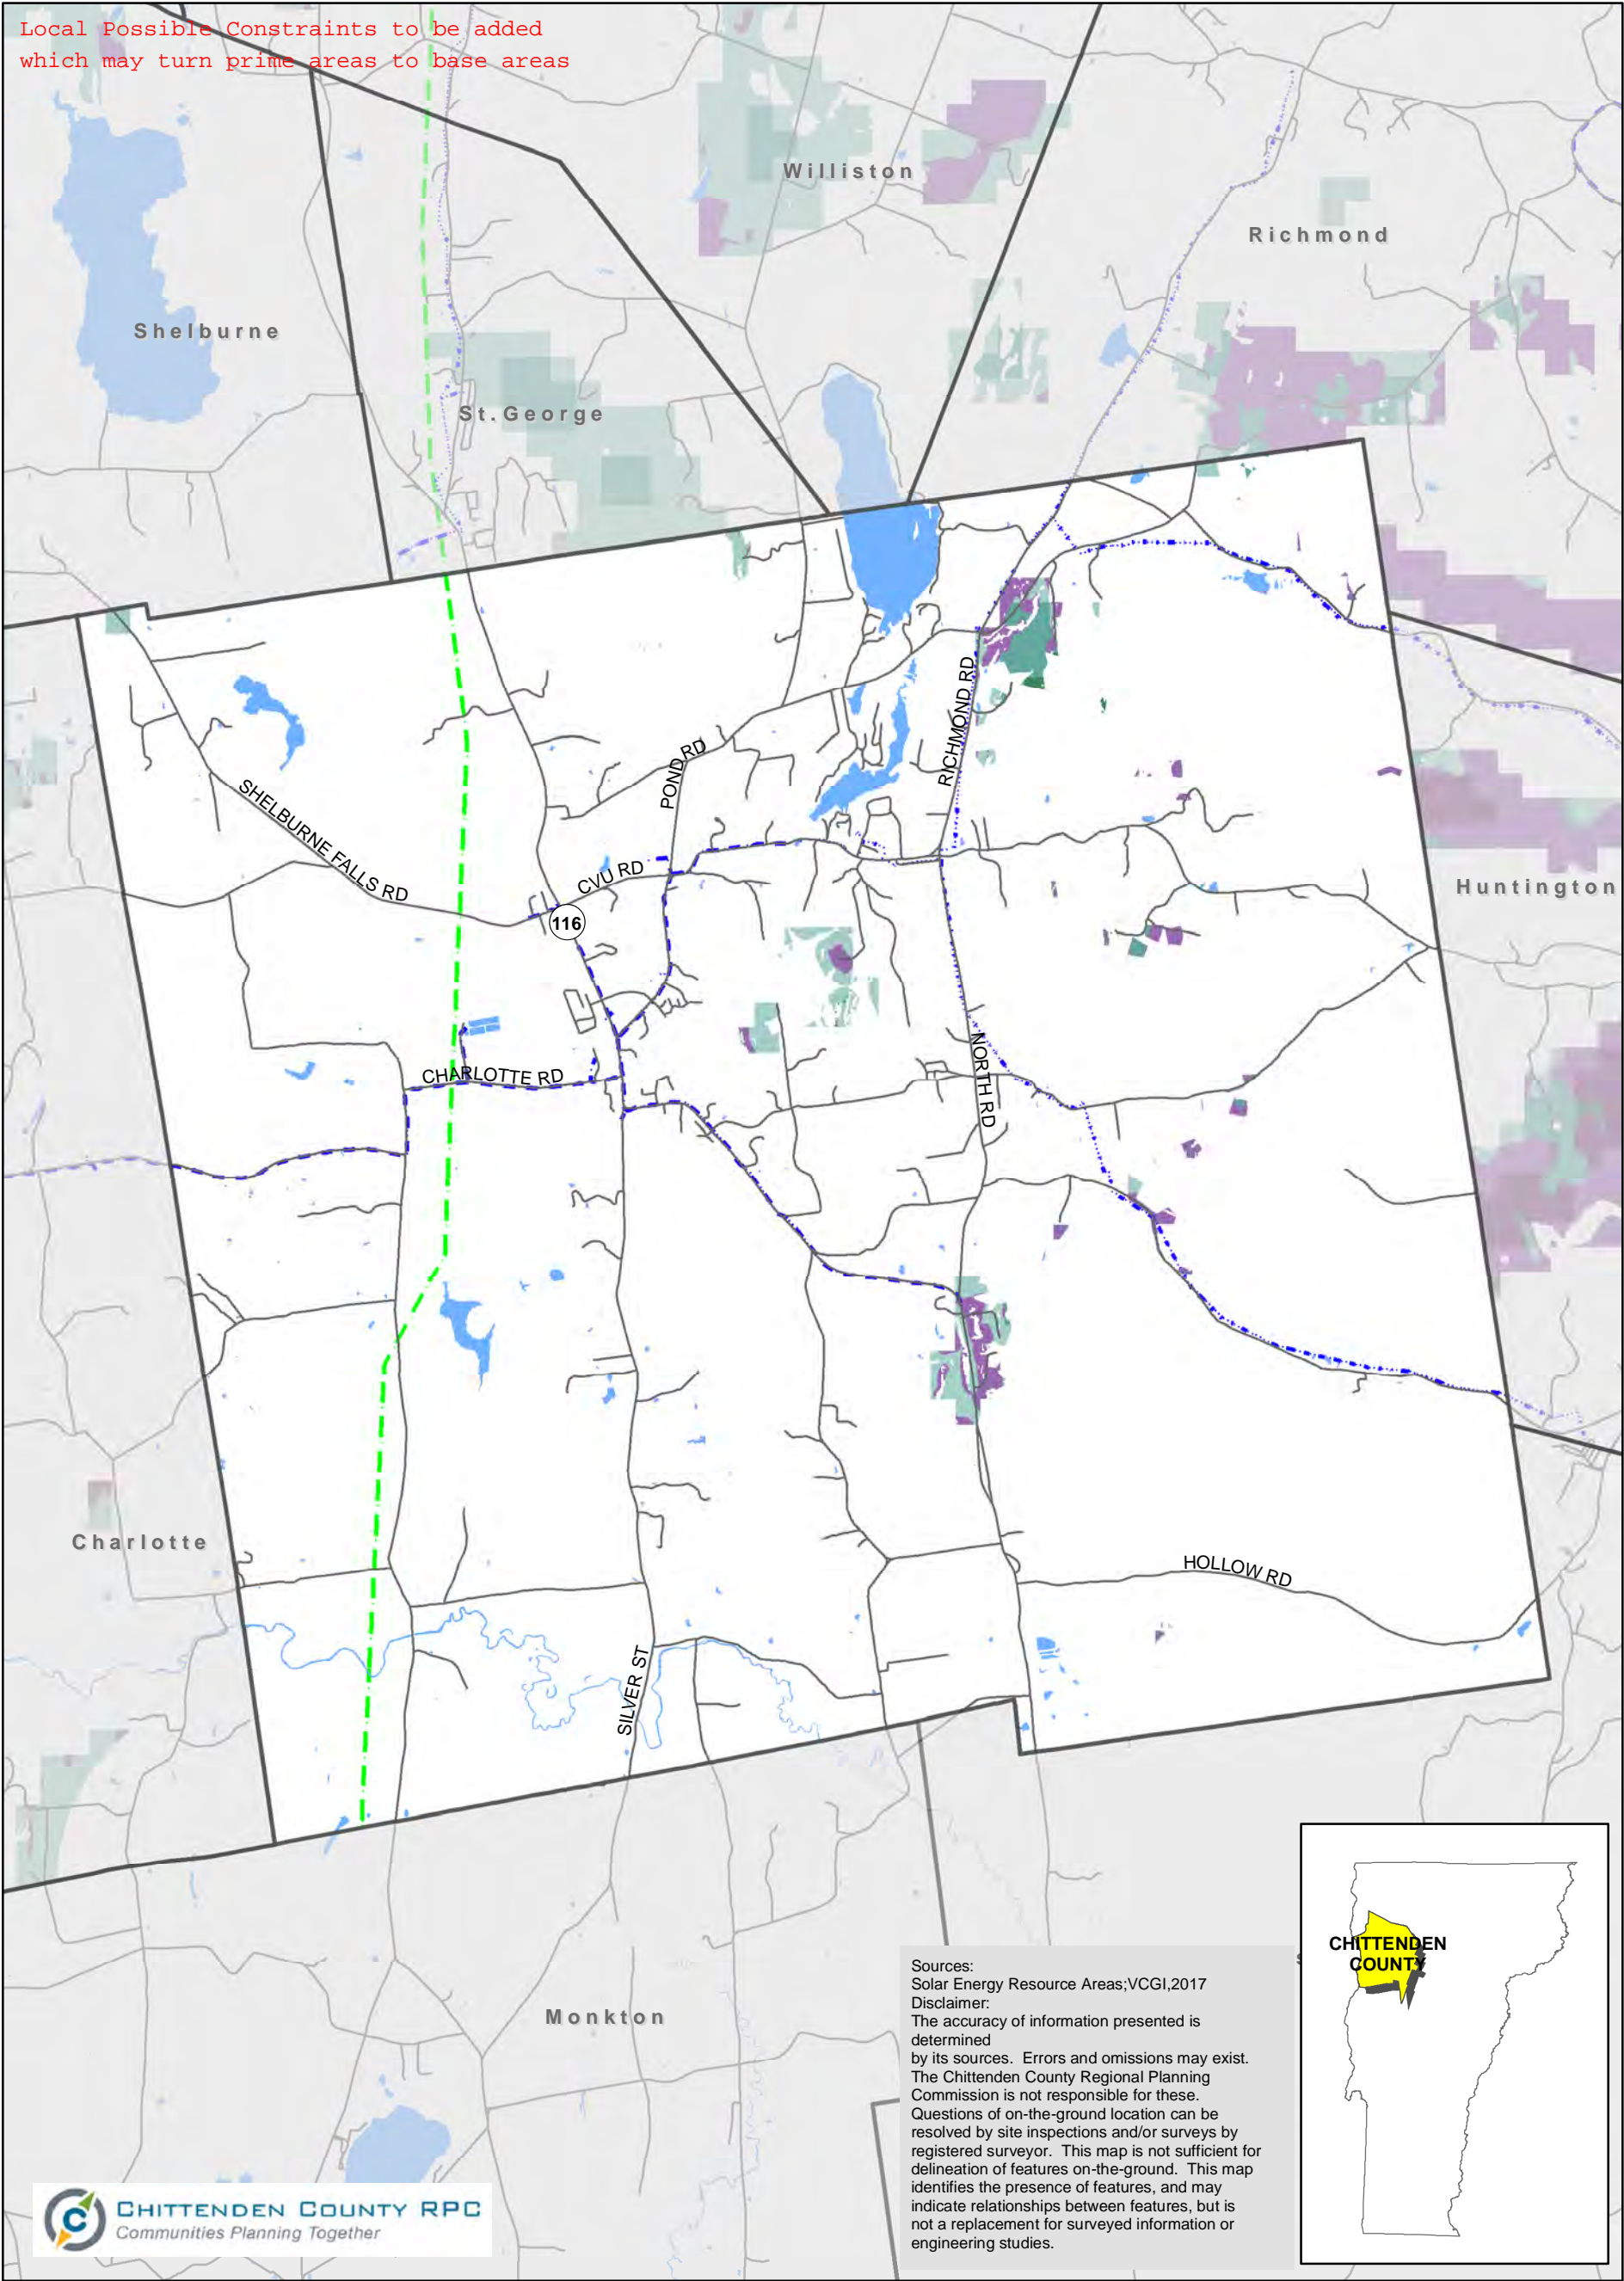 Local Possible Constraints to be added
which may turn prime areas to base areas
Williston
Richmond
Shelburne
St.George
RICHMOND RD
POND RD
SHELBURNE FALLS RD
CVU RD
Huntington
116
NORTH RD
CHARLOTTE RD
Charlotte
HOLLOW RD
SILVER ST
CHITTENDEN
COUNTY
Monkton
Sources:
Solar Energy Resource Areas;VCGI,2017
Disclaimer:
The accuracy of information presented is
determined
by its sources. Errors and omissions may exist.
The Chittenden County Regional Planning
Commission is not responsible for these.
Questions of on-the-ground location can be
resolved by site inspections and/or surveys by
registered surveyor. This map is not sufficient for
delineation of features on-the-ground. This map
identifies the presence of features, and may
indicate relationships between features, but is
not a replacement for surveyed information or
engineering studies.
C
CHITTENDEN COUNTY RPC
Communities Planning Together